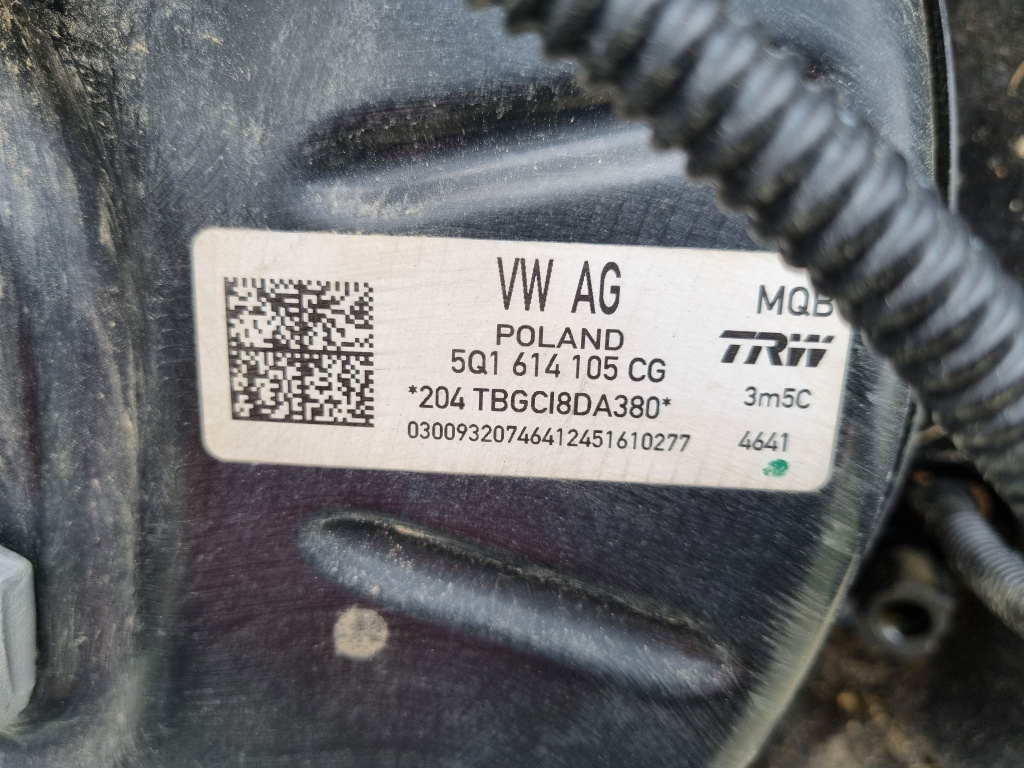 VW AG
MQB
POLAND
TRW
5Q1 614 105 CG
*204 TBGCI8DA380*
3m5C
03009320746412451610277
4641